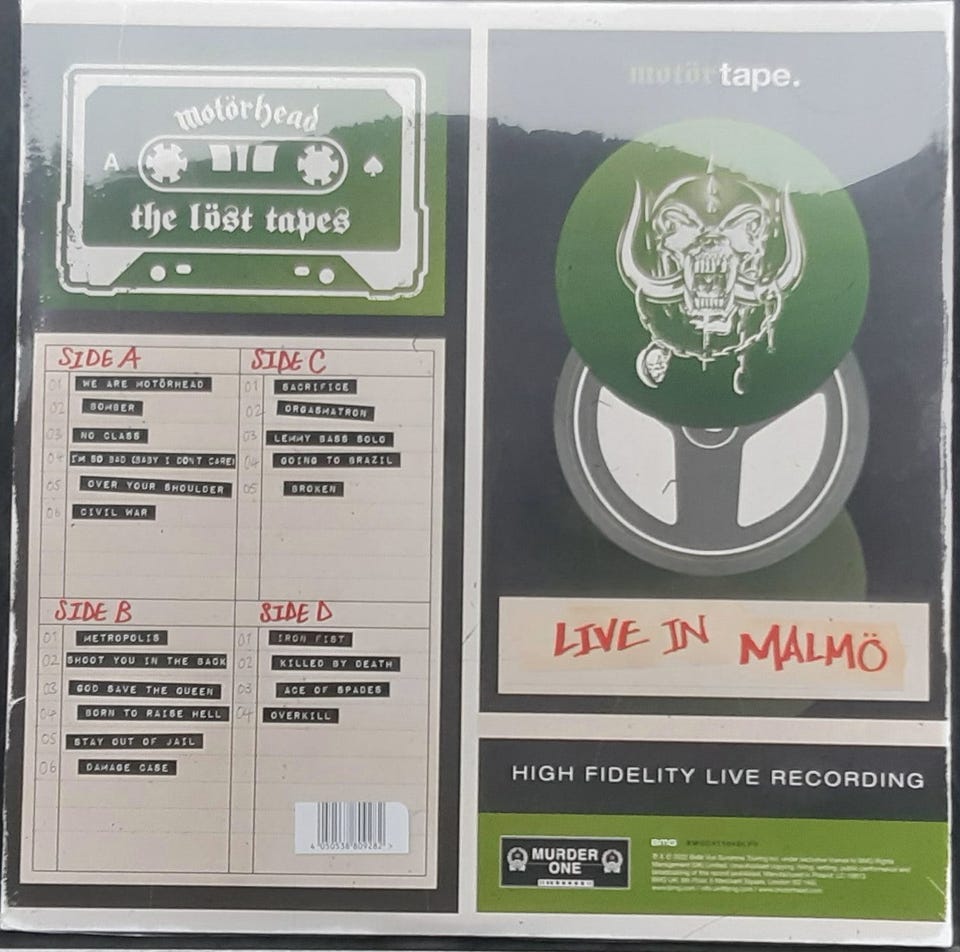 motörhead
A
the löst tapes
SIDE A
01 WE ARE MOTÖRHEAD
02 BOMBER
03 NO CLASS
04 I'M SO BAD (BABY I DON'T CARE)
05 OVER YOUR SHOULDER
06 CIVIL WAR
SIDE C
01 SACRIFICE
02 ORGASMATRON
03 LEMMY BASS SOLO
04 GOING TO BRAZIL
05 BROKEN
SIDE B
01 METROPOLIS
02 SHOOT YOU IN THE BACK
03 GOD SAVE THE QUEEN
04 BORN TO RAISE HELL
05 STAY OUT OF JAIL
06 DAMAGE CASE
SIDE D
01 IRON FIST
02 KILLED BY DEATH
03 ACE OF SPADES
04 OVERKILL
4 050538 809282 >
motörtape.
LIVE IN MALMÖ
HIGH FIDELITY LIVE RECORDING
MURDER
ONE
BMG